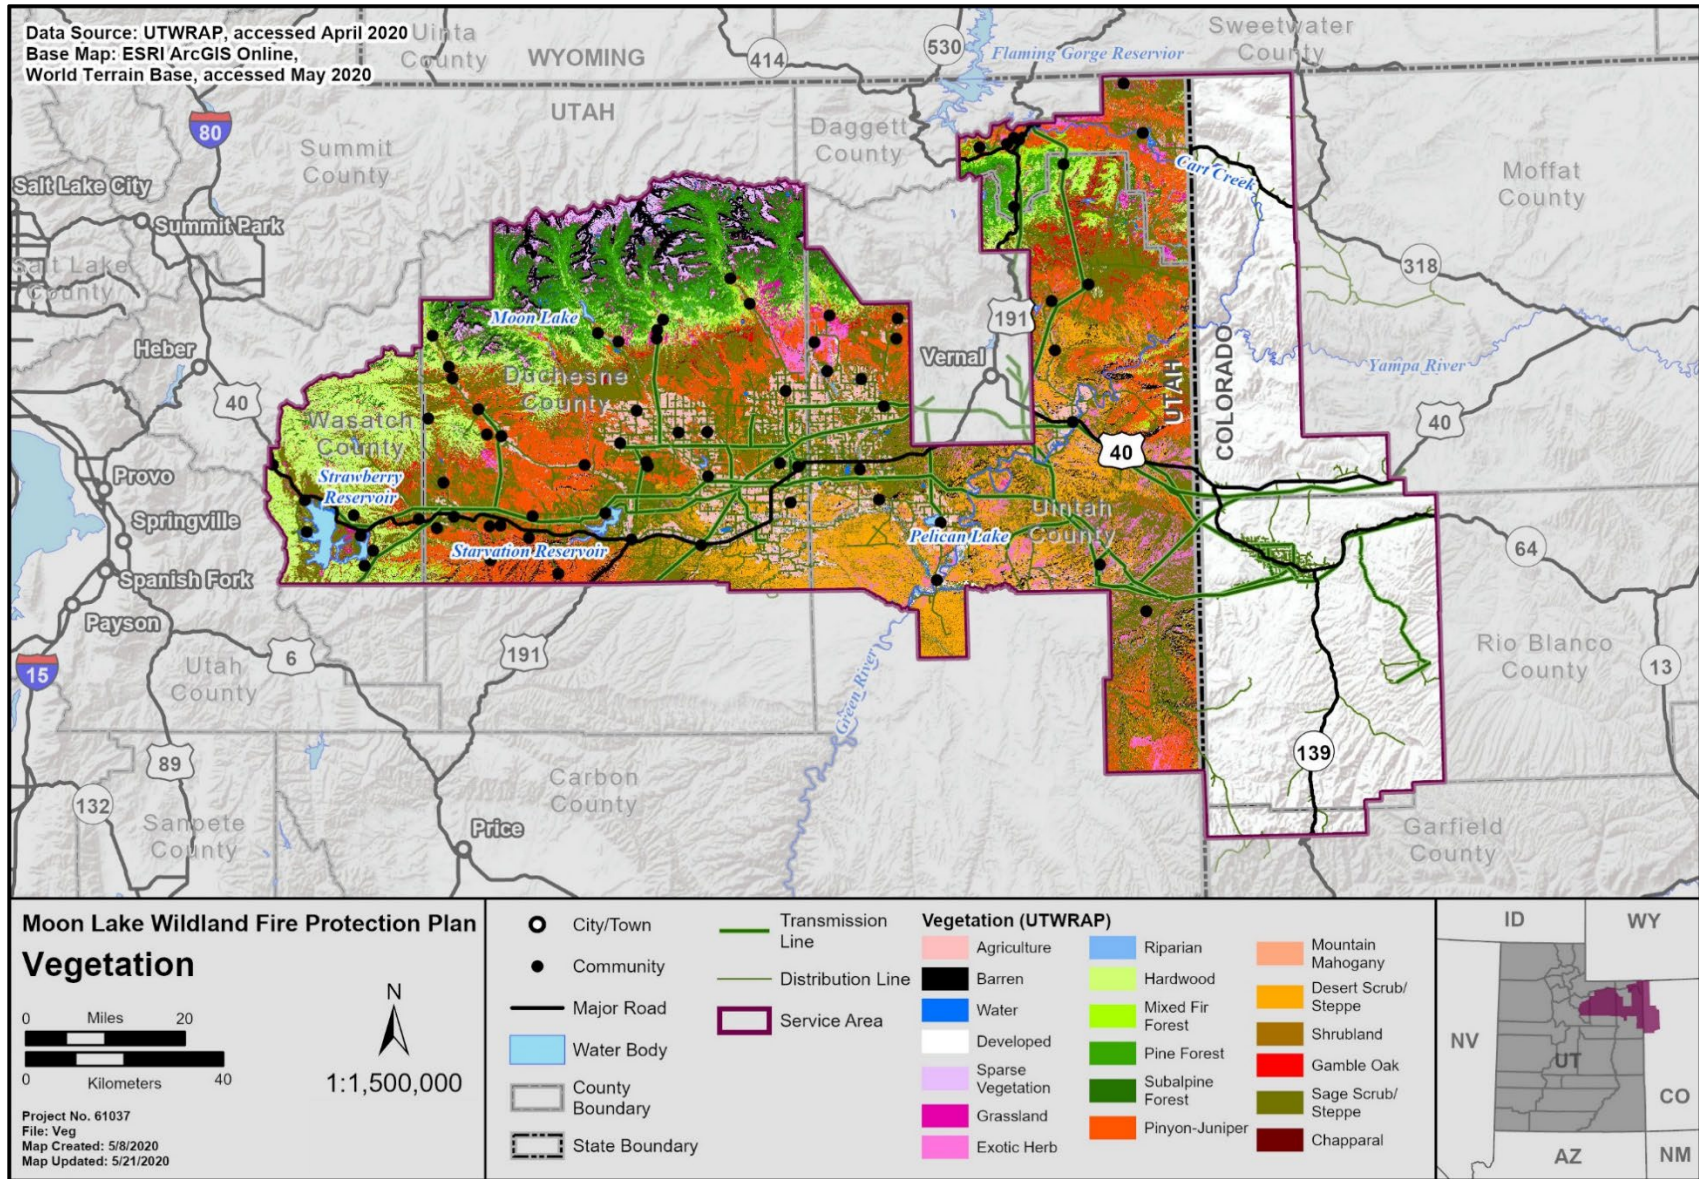 Data Source: UTWRAP, accessed April 2020
Base Map: ESRI ArcGIS Online,
World Terrain Base, accessed May 2020
Uinta
County
WYOMING
414
530
Flaming Gorge Reservior
Sweetwater
County
UTAH
80
Summit
County
Daggett
County
Cart Creek
Moffat
County
Salt Lake City
Summit Park
Salt Lake
County
318
Moon Lake
191
Heber
Vernal
Yampa River
40
Duchesne
County
UTAH
COLORADO
Wasatch
County
40
40
Provo
Strawberry
Reservoir
Springville
Starvation Reservoir
Pelican Lake
Uintah
County
64
Spanish Fork
Payson
Utah
County
6
191
Green River
Rio Blanco
County
13
15
89
139
132
Carbon
County
Sanpete
County
Price
Garfield
County
Moon Lake Wildland Fire Protection Plan
Vegetation
0 Miles 20
0 Kilometers 40
N
1:1,500,000
Project No. 61037
File: Veg
Map Created: 5/8/2020
Map Updated: 5/21/2020
City/Town
Community
Major Road
Water Body
County
Boundary
State Boundary
Transmission
Line
Distribution Line
Service Area
Vegetation (UTWRAP)
Agriculture
Barren
Water
Developed
Sparse
Vegetation
Grassland
Exotic Herb
Riparian
Hardwood
Mixed Fir
Forest
Pine Forest
Subalpine
Forest
Pinyon-Juniper
Mountain
Mahogany
Desert Scrub/
Steppe
Shrubland
Gamble Oak
Sage Scrub/
Steppe
Chapparal
ID
WY
NV
UT
CO
AZ
NM